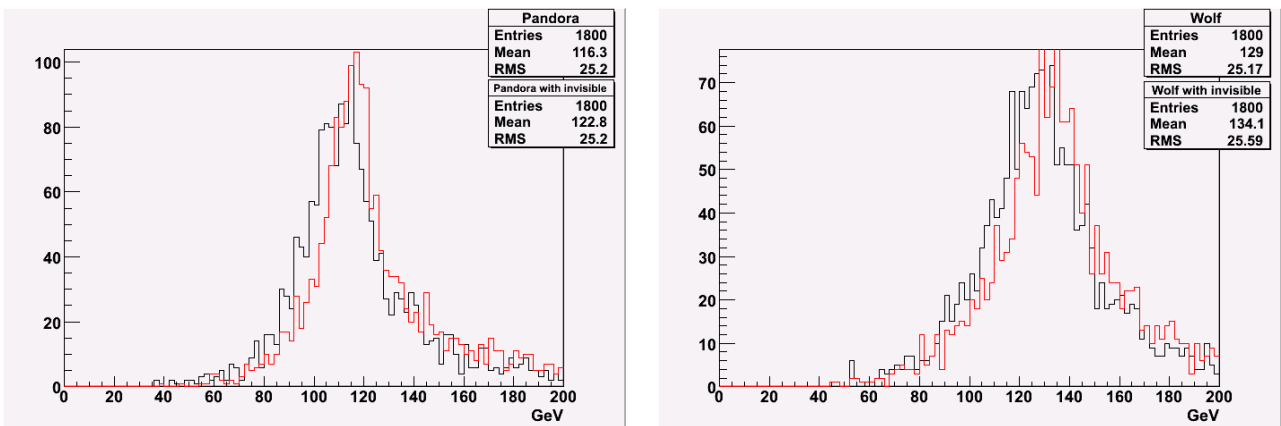 Pandora
Entries 1800
Mean 116.3
RMS 25.2
Pandora with invisible
Entries 1800
Mean 122.8
RMS 25.2
100
80
60
40
20
0
0 20 40 60 80 100 120 140 160 180 200
GeV
Wolf
Entries 1800
Mean 129
RMS 25.17
Wolf with invisible
Entries 1800
Mean 134.1
RMS 25.59
70
60
50
40
30
20
10
0
0 20 40 60 80 100 120 140 160 180 200
GeV